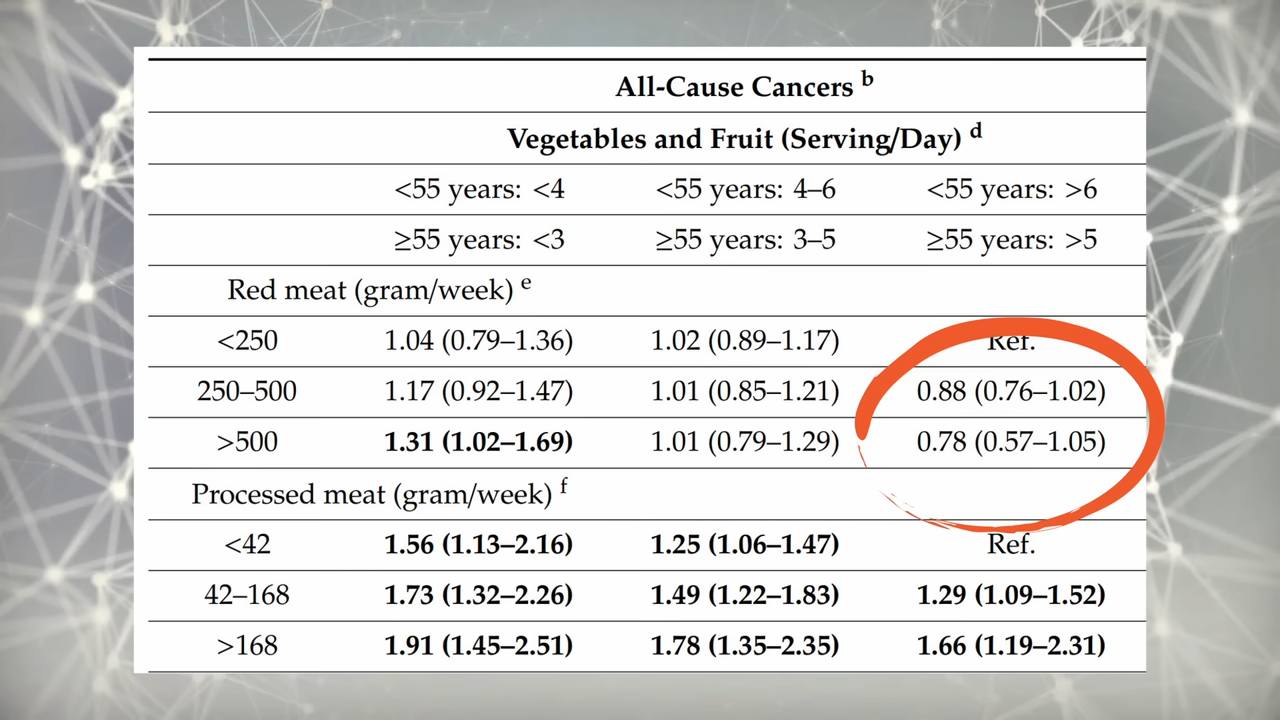 All-Cause Cancers b
Vegetables and Fruit (Serving/Day) d
<55 years: <4 <55 years: 4–6 <55 years: >6
≥55 years: <3 ≥55 years: 3–5 ≥55 years: >5
Red meat (gram/week) e
<250 1.04 (0.79–1.36) 1.02 (0.89–1.17) Ref.
250–500 1.17 (0.92–1.47) 1.01 (0.85–1.21) 0.88 (0.76–1.02)
>500 1.31 (1.02–1.69) 1.01 (0.79–1.29) 0.78 (0.57–1.05)
Processed meat (gram/week) f
<42 1.56 (1.13–2.16) 1.25 (1.06–1.47) Ref.
42–168 1.73 (1.32–2.26) 1.49 (1.22–1.83) 1.29 (1.09–1.52)
>168 1.91 (1.45–2.51) 1.78 (1.35–2.35) 1.66 (1.19–2.31)